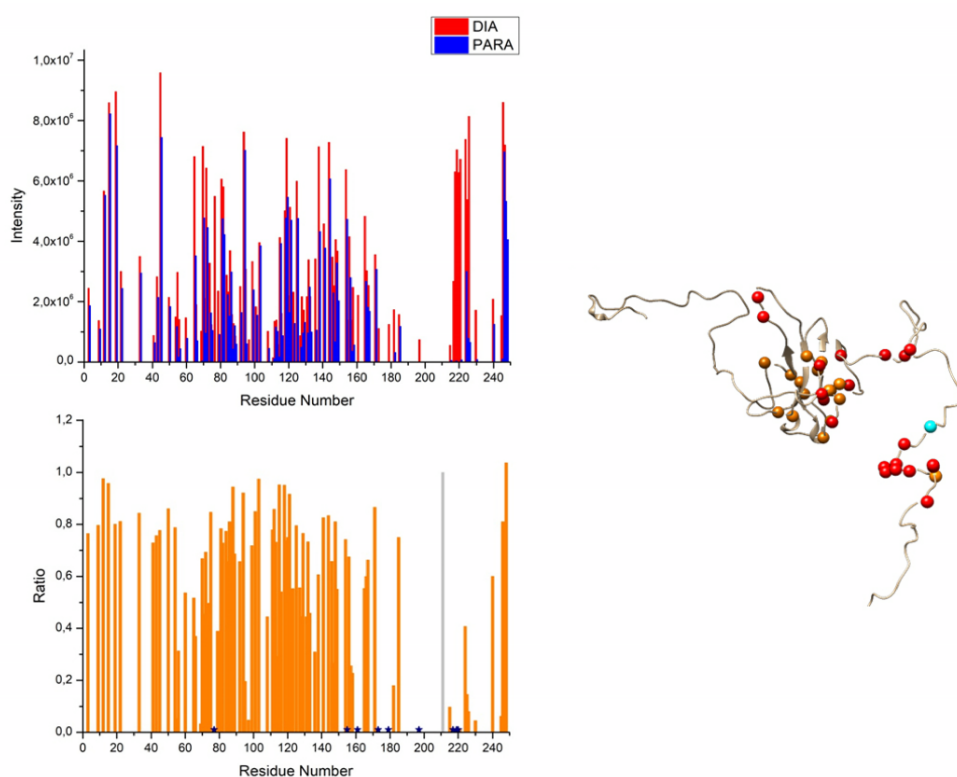 DIA
PARA
1,0x10⁷
8,0x10⁶
6,0x10⁶
4,0x10⁶
2,0x10⁶
0,0
Intensity
0 20 40 60 80 100 120 140 160 180 200 220 240
Residue Number
1,2
1,0
0,8
0,6
0,4
0,2
0,0
Ratio
0 20 40 60 80 100 120 140 160 180 200 220 240
Residue Number